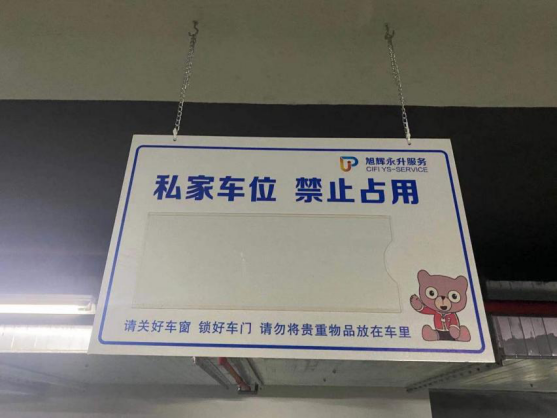 旭辉永升服务
CIFI YS-SERVICE
私家车位 禁止占用
请关好车窗 锁好车门 请勿将贵重物品放在车里